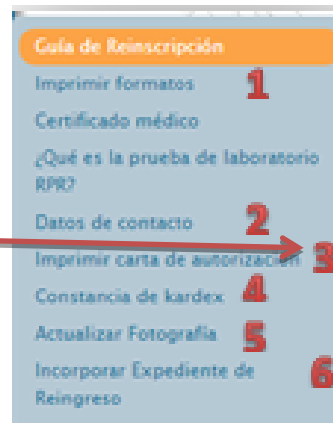 Guía de Reinscripción
Imprimir formatos 1
Certificado médico
¿Qué es la prueba de laboratorio
RPR?
Datos de contacto 2
Imprimir carta de autorización 3
Constancia de kardex 4
Actualizar Fotografía 5
Incorporar Expediente de 6
Reingreso